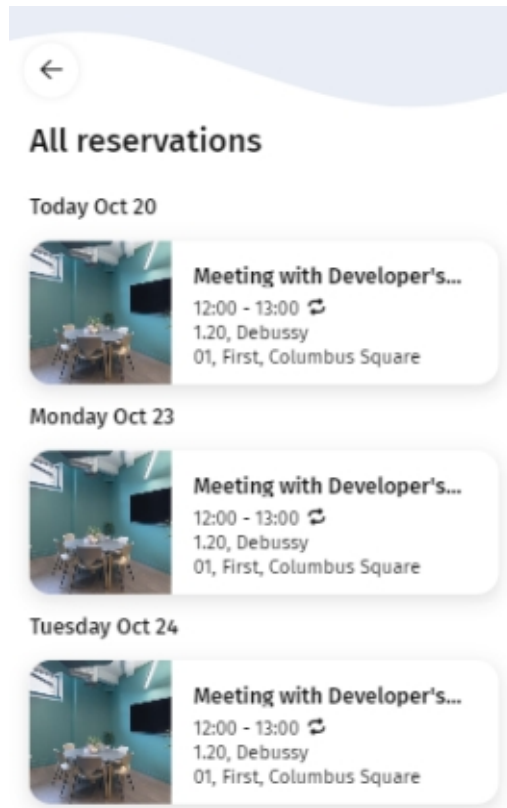 All reservations
Today Oct 20
Meeting with Developer's...
12:00 - 13:00
1.20, Debussy
01, First, Columbus Square
Monday Oct 23
Meeting with Developer's...
12:00 - 13:00
1.20, Debussy
01, First, Columbus Square
Tuesday Oct 24
Meeting with Developer's...
12:00 - 13:00
1.20, Debussy
01, First, Columbus Square